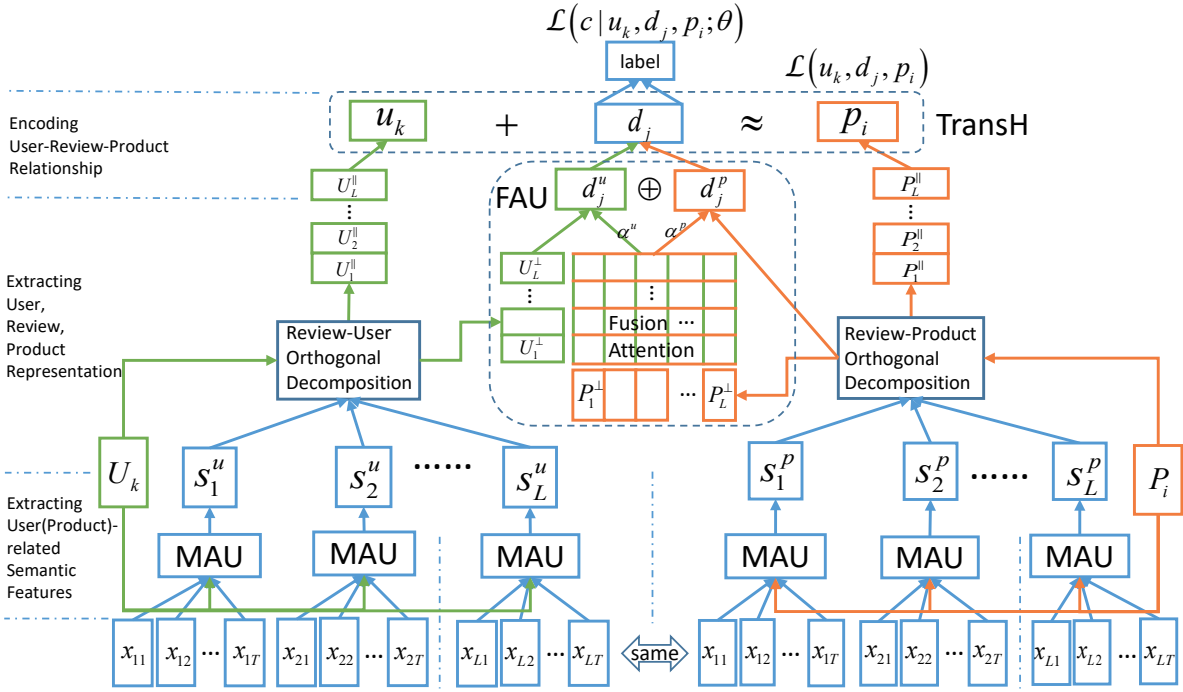 ℒ(c | u_k, d_j, p_i; θ)
label
ℒ(u_k, d_j, p_i)
Encoding
User-Review-Product
Relationship
u_k + d_j ≈ p_i TransH
FAU
d_j^u ⊕ d_j^p
α^u α^p
U_L^∥
⋮
U_2^∥
U_1^∥
U_L^⊥
⋮
U_1^⊥
⋮
Fusion ···
Attention
P_1^⊥ ··· P_L^⊥
P_L^∥
⋮
P_2^∥
P_1^∥
Extracting
User,
Review,
Product
Representation
Review-User
Orthogonal
Decomposition
Review-Product
Orthogonal
Decomposition
U_k
s_1^u s_2^u ······ s_L^u
s_1^p s_2^p ······ s_L^p
P_i
Extracting
User(Product)-
related
Semantic
Features
MAU MAU MAU MAU MAU MAU
x_11 x_12 ··· x_1T x_21 x_22 ··· x_2T x_L1 x_L2 ··· x_LT same x_11 x_12 ··· x_1T x_21 x_22 ··· x_2T x_L1 x_L2 ··· x_LT